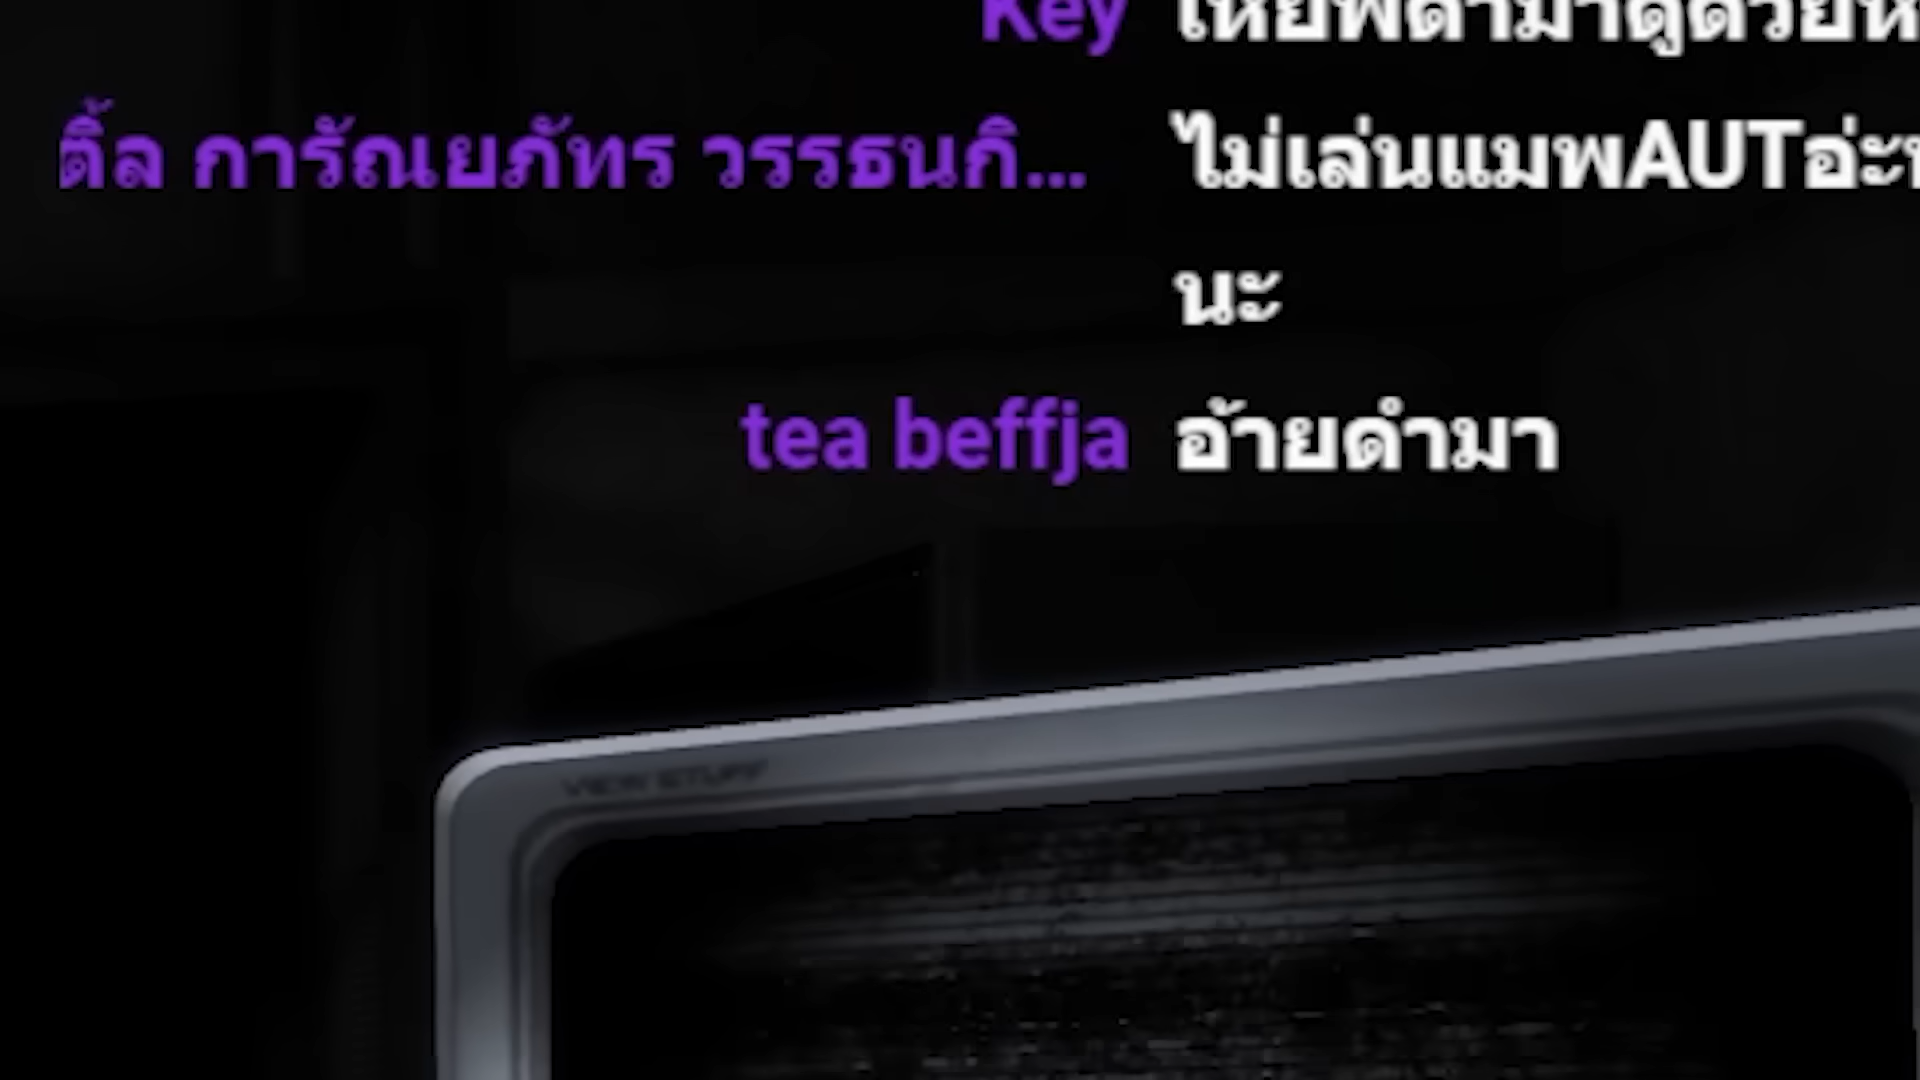 Key
ติ้ล การัณยภัทร วรรธนกิ... ไม่เล่นแมพAUTอ่ะ
นะ
tea beffja อ้ายดำมา
VIEW STUFF